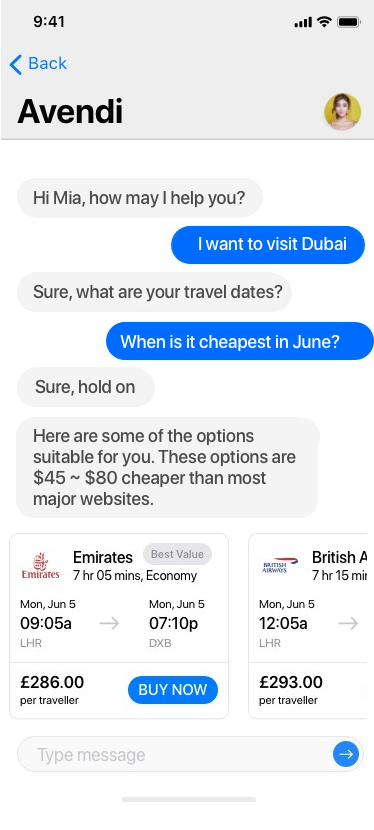 9:41
Back
Avendi
Hi Mia, how may I help you?
I want to visit Dubai
Sure, what are your travel dates?
When is it cheapest in June?
Sure, hold on
Here are some of the options
suitable for you. These options are
$45 ~ $80 cheaper than most
major websites.
Emirates
Emirates Best Value
7 hr 05 mins, Economy
Mon, Jun 5 Mon, Jun 5
09:05a 07:10p
LHR DXB
£286.00
per traveller
BUY NOW
BRITISH
AIRWAYS
British A
7 hr 15 mi
Mon, Jun 5
12:05a
LHR
£293.00
per traveller
Type message